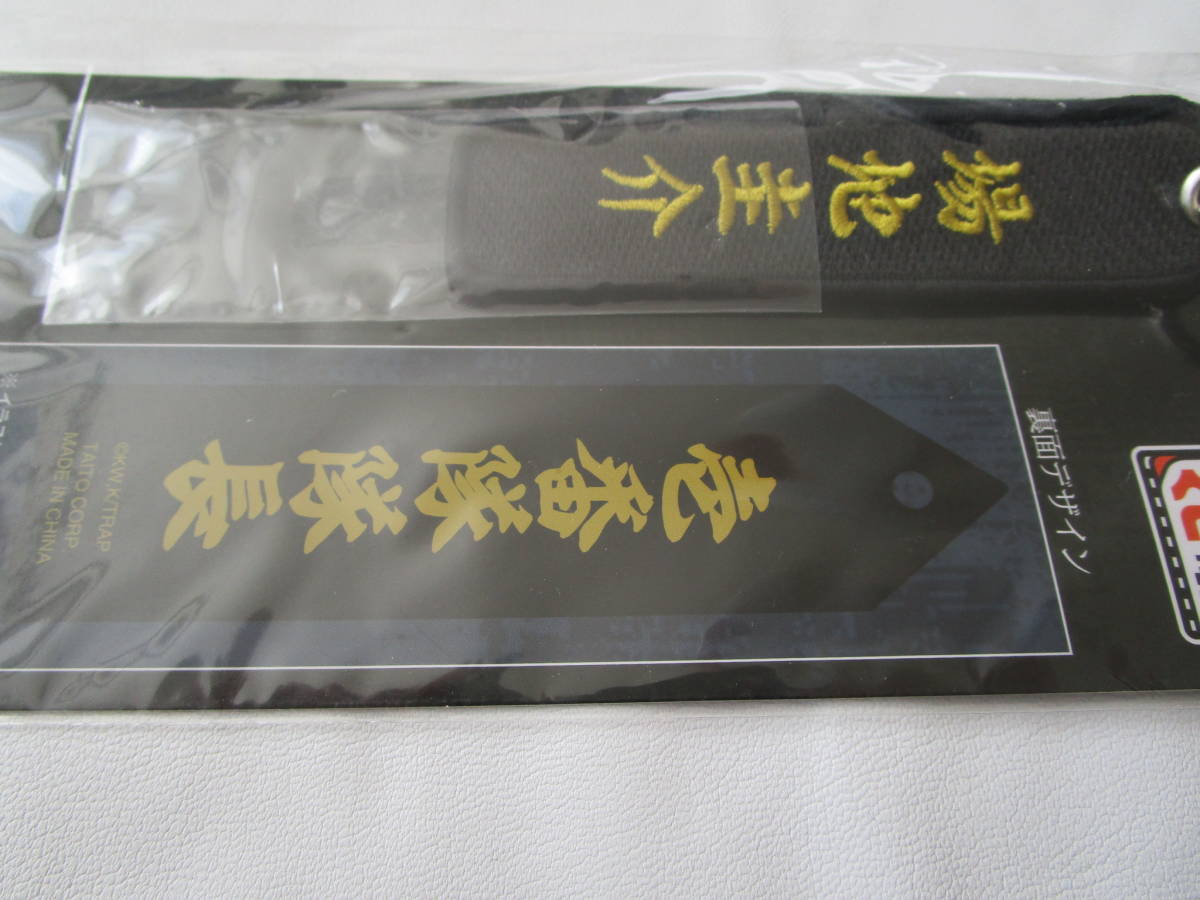 場地圭介
裏面デザイン
壱番隊隊長
©KW,K/TRAP
TAITO CORP
MADE IN CHINA